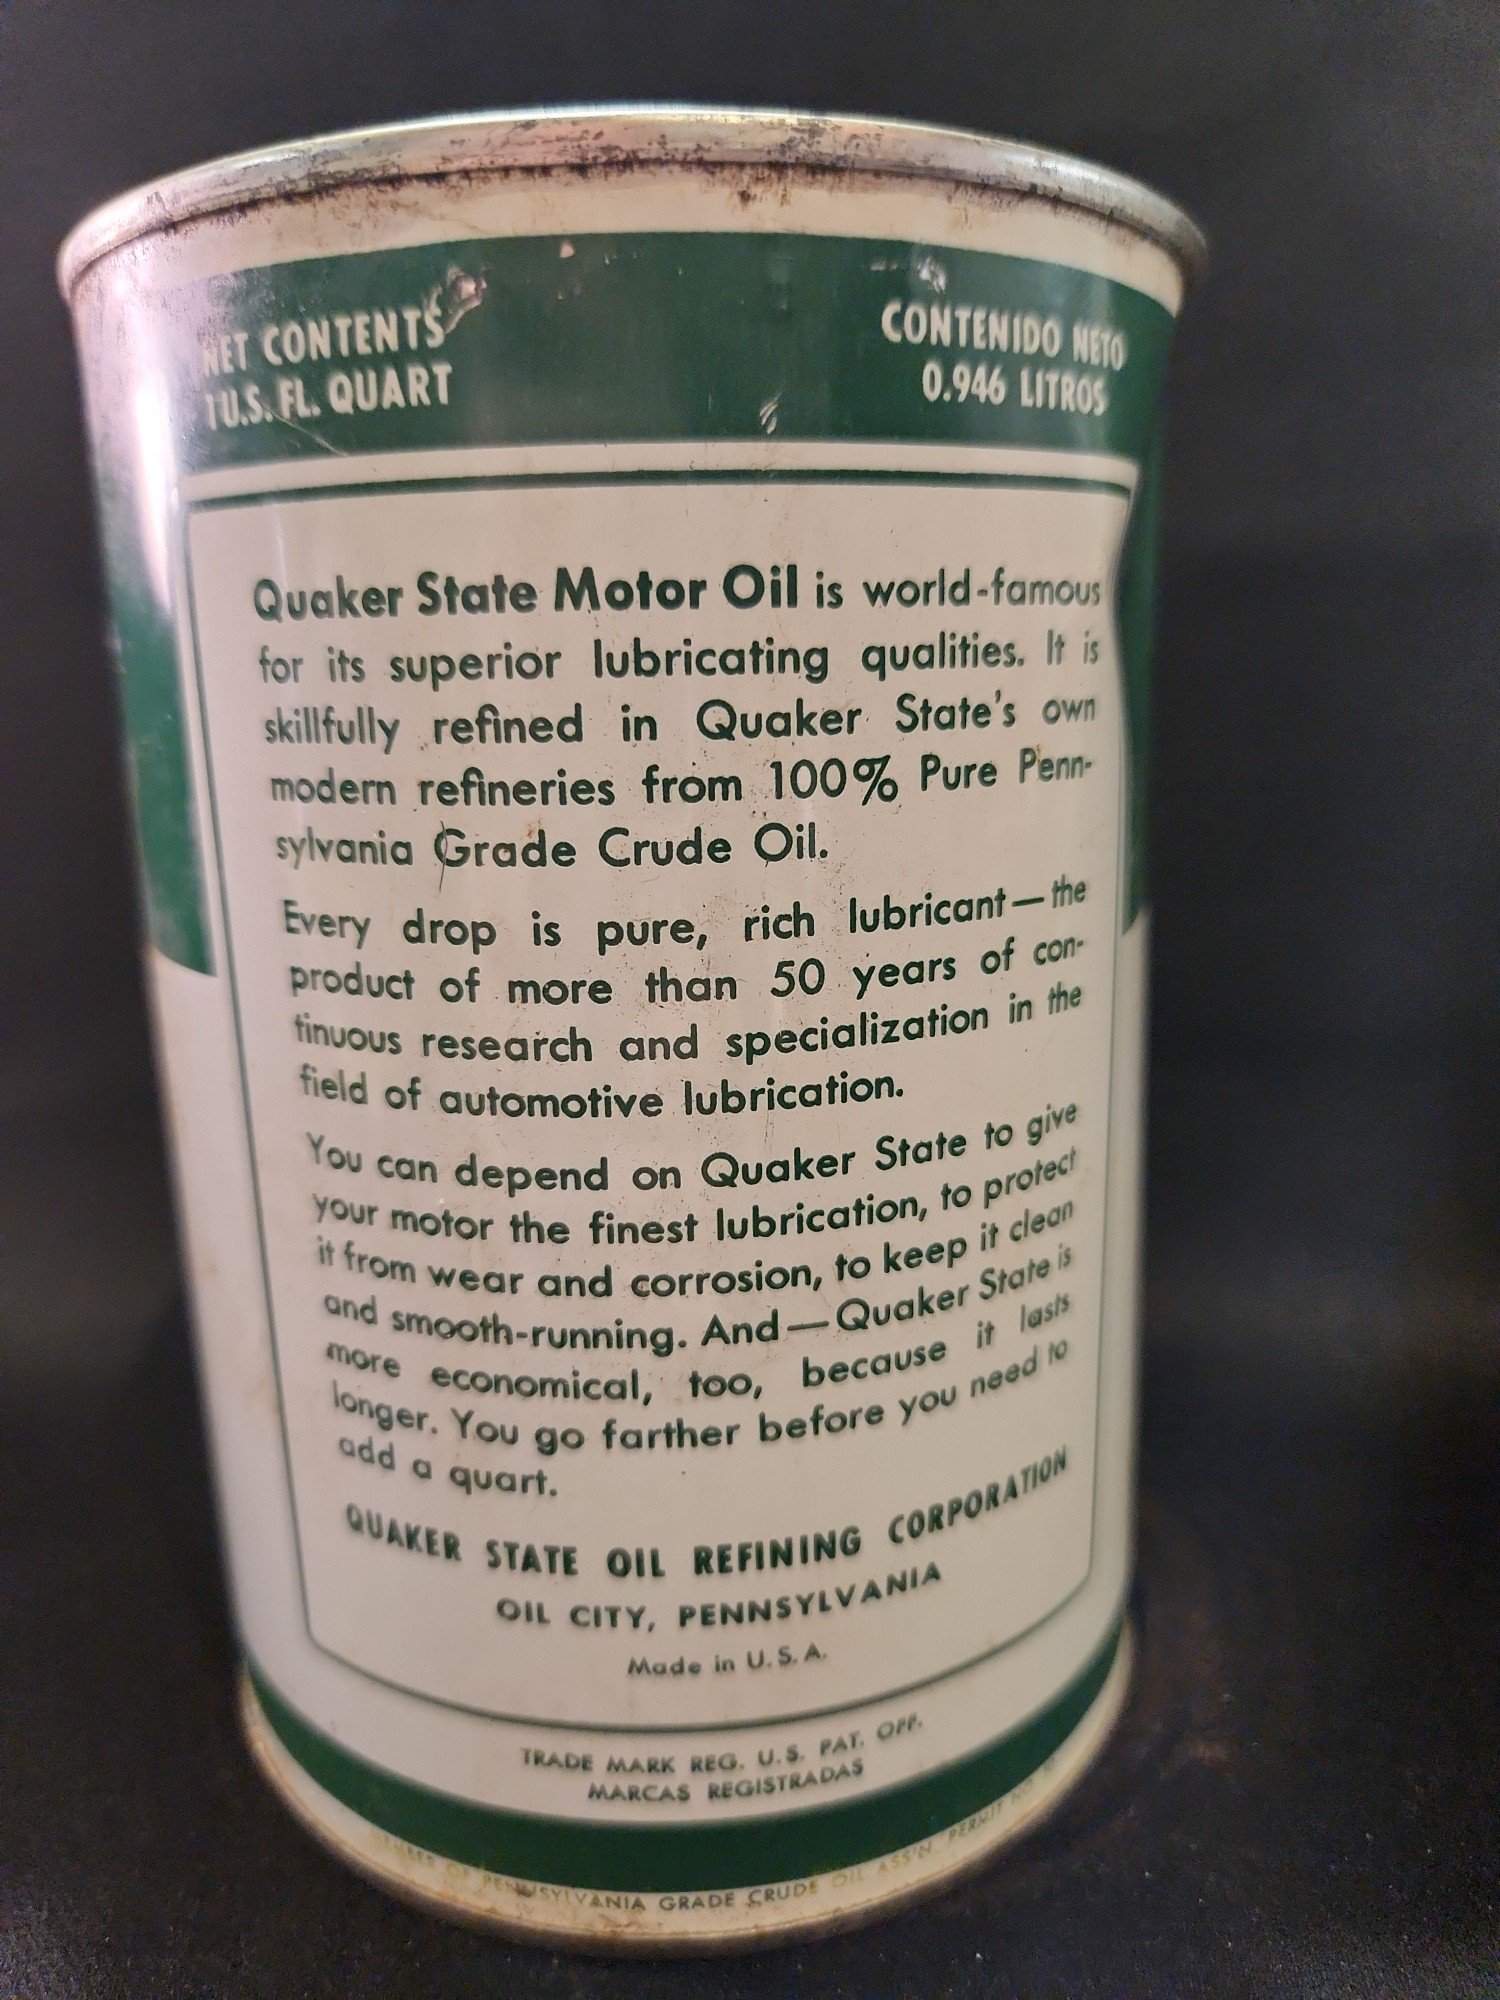 NET CONTENTS
1 U.S. FL. QUART
CONTENIDO NETO
0.946 LITROS
Quaker State Motor Oil is world-famous
for its superior lubricating qualities. It is
skillfully refined in Quaker State's own
modern refineries from 100% Pure Penn-
sylvania Grade Crude Oil.
Every drop is pure, rich lubricant—the
product of more than 50 years of con-
tinuous research and specialization in the
field of automotive lubrication.
You can depend on Quaker State to give
your motor the finest lubrication, to protect
it from wear and corrosion, to keep it clean
and smooth-running. And—Quaker State is
more economical, too, because it lasts
longer. You go farther before you need to
add a quart.
QUAKER STATE OIL REFINING CORPORATION
OIL CITY, PENNSYLVANIA
Made in U.S.A.
TRADE MARK REG. U.S. PAT. OFF.
MARCAS REGISTRADAS
OF PENNSYLVANIA GRADE CRUDE OIL ASS'N PERMIT